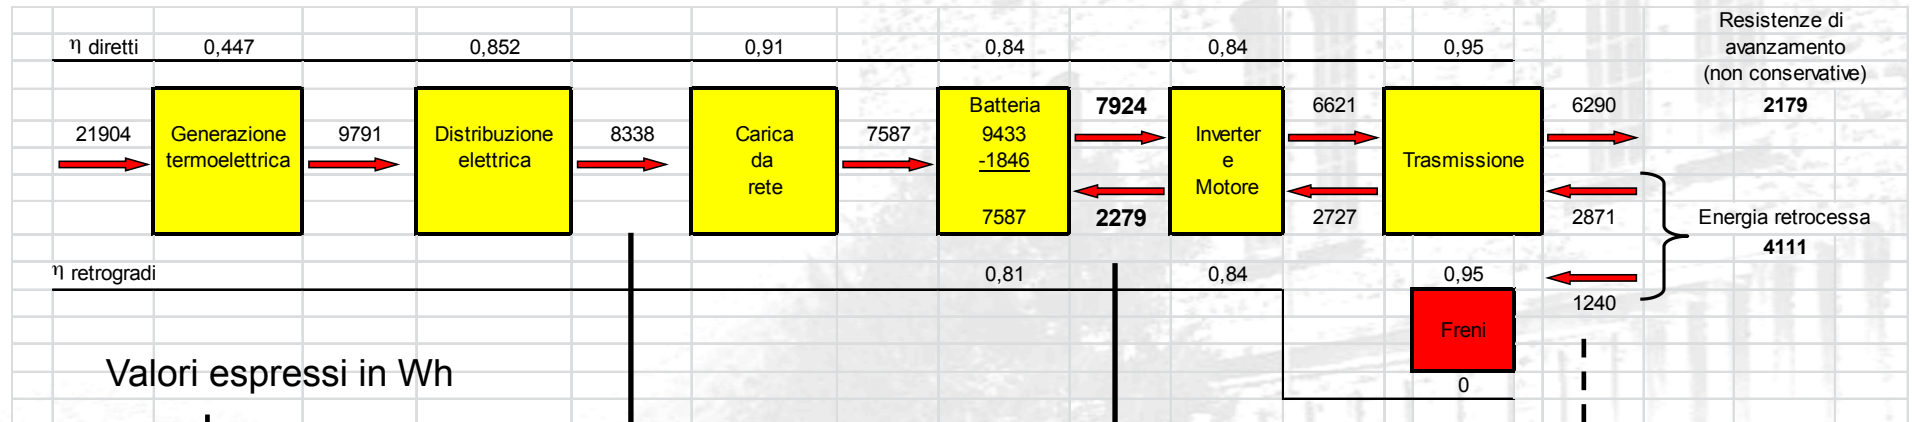 Resistenze di
avanzamento
(non conservative)
2179
η diretti 0,447 0,852 0,91 0,84 0,84 0,95
21904
Generazione
termoelettrica
9791
Distribuzione
elettrica
8338
Carica
da
rete
7587
Batteria
9433
-1846
7587
7924
2279
Inverter
e
Motore
6621
2727
Trasmissione
6290
2871
Energia retrocessa
4111
η retrogradi 0,81 0,84 0,95
1240
Freni
0
Valori espressi in Wh